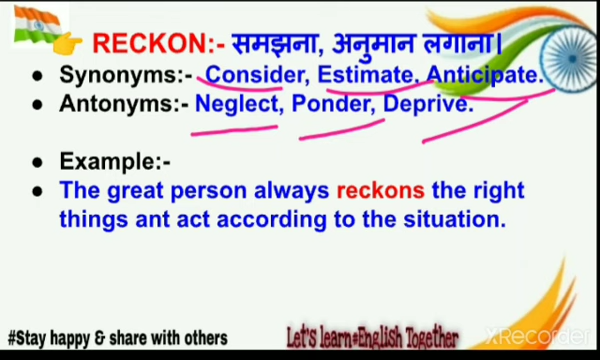 👉 RECKON:- समझना, अनुमान लगाना।
● Synonyms:- Consider, Estimate, Anticipate.
● Antonyms:- Neglect, Ponder, Deprive.
● Example:-
● The great person always reckons the right
things ant act according to the situation.
#Stay happy & share with others
Let's learn#English Together
XRecorder